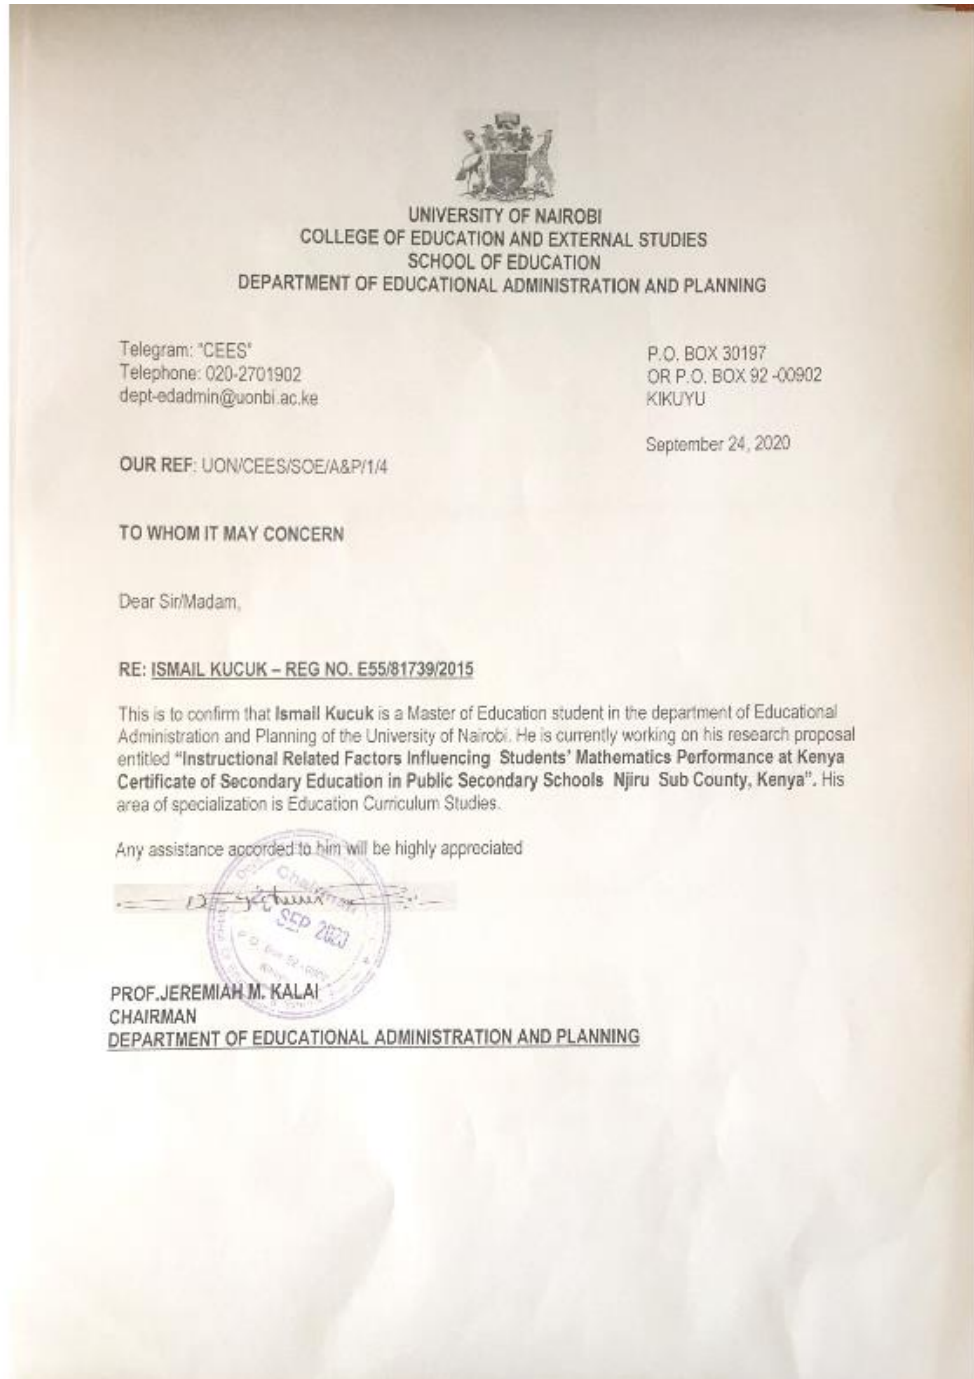 UNIVERSITY OF NAIROBI
COLLEGE OF EDUCATION AND EXTERNAL STUDIES
SCHOOL OF EDUCATION
DEPARTMENT OF EDUCATIONAL ADMINISTRATION AND PLANNING
Telegram: "CEES"
Telephone: 020-2701902
dept-edadmin@uonbi.ac.ke
P.O. BOX 30197
OR P.O. BOX 92 -00902
KIKUYU
September 24, 2020
OUR REF: UON/CEES/SOE/A&P/1/4
TO WHOM IT MAY CONCERN
Dear Sir/Madam,
RE: ISMAIL KUCUK – REG NO. E55/81739/2015
This is to confirm that Ismail Kucuk is a Master of Education student in the department of Educational
Administration and Planning of the University of Nairobi. He is currently working on his research proposal
entitled “Instructional Related Factors Influencing Students’ Mathematics Performance at Kenya
Certificate of Secondary Education in Public Secondary Schools Njiru Sub County, Kenya”. His
area of specialization is Education Curriculum Studies.
Any assistance accorded to him will be highly appreciated
Chairman
SEP 2020
PROF.JEREMIAH M. KALAI
CHAIRMAN
DEPARTMENT OF EDUCATIONAL ADMINISTRATION AND PLANNING